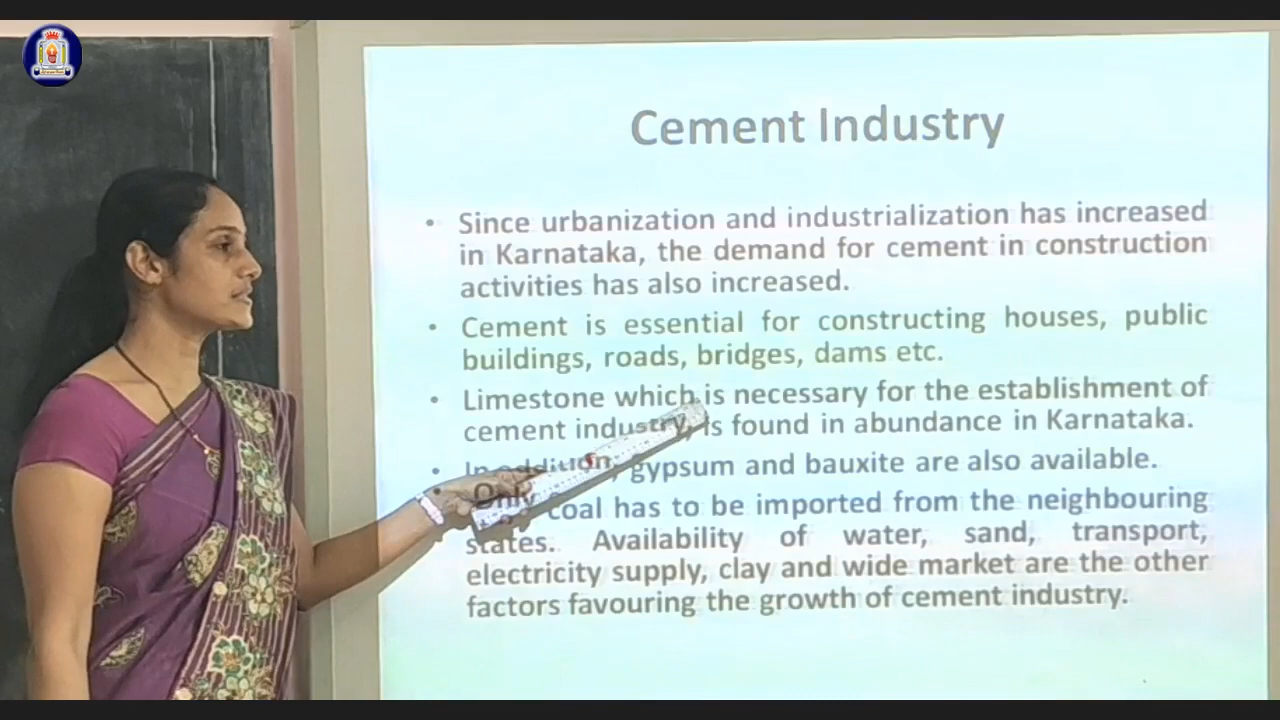 Cement Industry
• Since urbanization and industrialization has increased
in Karnataka, the demand for cement in construction
activities has also increased.
• Cement is essential for constructing houses, public
buildings, roads, bridges, dams etc.
• Limestone which is necessary for the establishment of
cement industry, is found in abundance in Karnataka.
• In addition, gypsum and bauxite are also available.
• Only coal has to be imported from the neighbouring
states. Availability of water, sand, transport,
electricity supply, clay and wide market are the other
factors favouring the growth of cement industry.